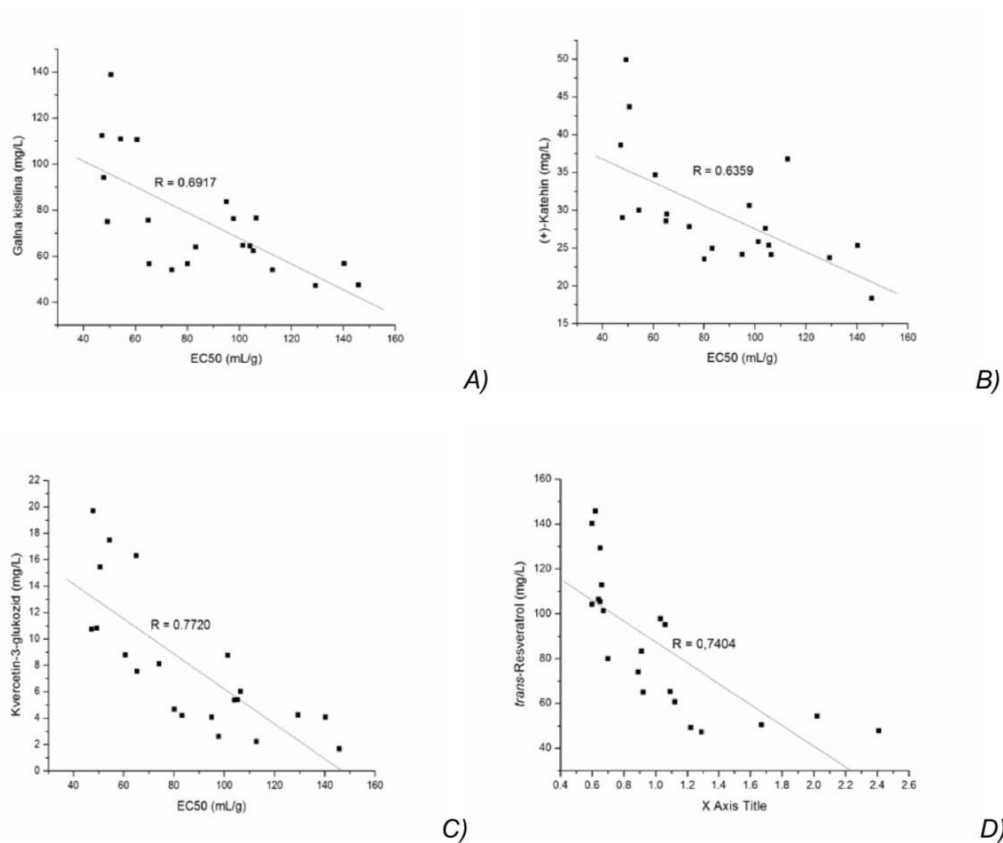 140
120
100
80
60
40
Galna kiselina (mg/L)
R = 0.6917
40 60 80 100 120 140 160
EC50 (mL/g)
A)
50
45
40
35
30
25
20
15
(+)-Katehin (mg/L)
R = 0.6359
40 60 80 100 120 140 160
EC50 (mL/g)
B)
22
20
18
16
14
12
10
8
6
4
2
0
Kvercetin-3-glukozid (mg/L)
R = 0.7720
40 60 80 100 120 140 160
EC50 (mL/g)
C)
160
140
120
100
80
60
40
trans-Resveratrol (mg/L)
R = 0,7404
0.4 0.6 0.8 1.0 1.2 1.4 1.6 1.8 2.0 2.2 2.4 2.6
X Axis Title
D)